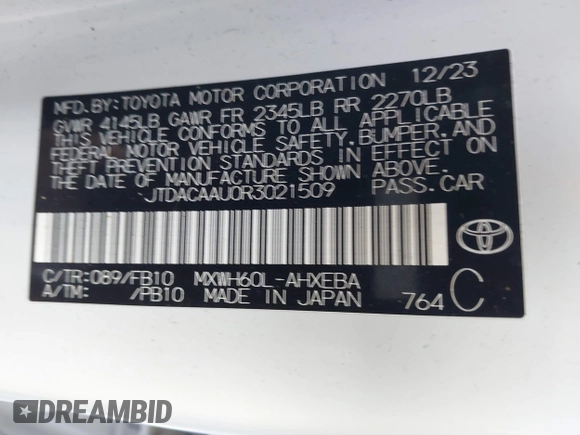 MFD.BY:TOYOTA MOTOR CORPORATION 12/23
GVWR 4145LB GAWR FR 2345LB RR 2270LB
THIS VEHICLE CONFORMS TO ALL APPLICABLE
FEDERAL MOTOR VEHICLE SAFETY,BUMPER,AND
THEFT PREVENTION STANDARDS IN EFFECT ON
THE DATE OF MANUFACTURE SHOWN ABOVE.
JTDACAAU0R3021509 PASS.CAR
C/TR:089/FB10 MXWH60L-AHXEBA
A/TM: /PB10 MADE IN JAPAN 764 C
DREAMBID